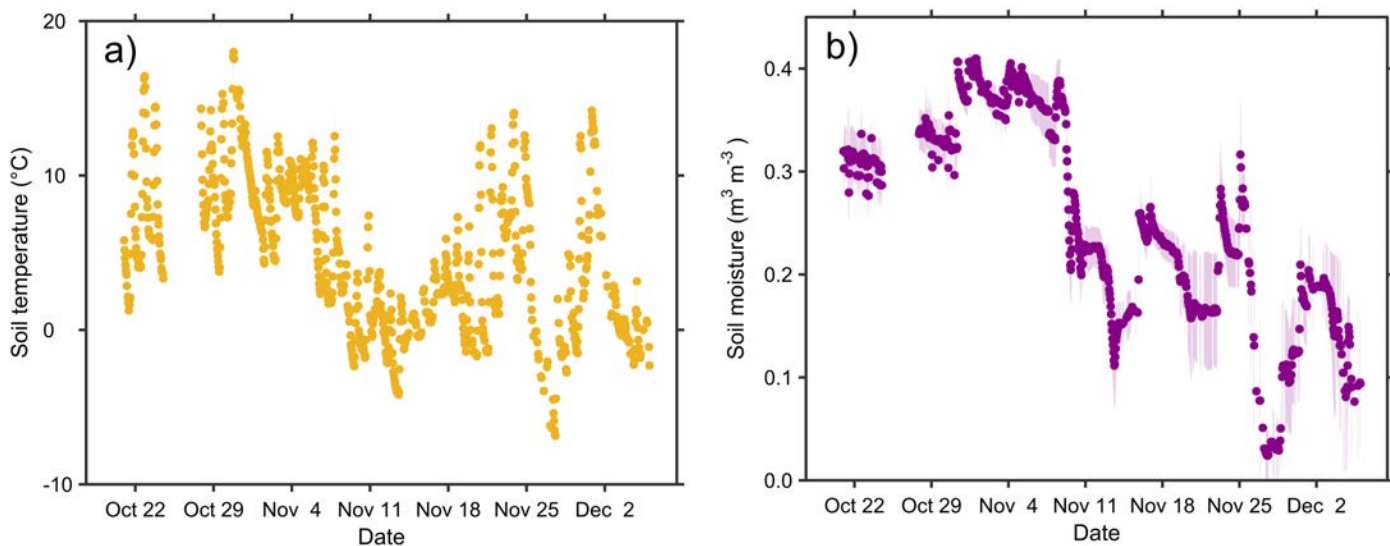 a)
Soil temperature (°C)
20
10
0
-10
Oct 22 Oct 29 Nov 4 Nov 11 Nov 18 Nov 25 Dec 2
Date
b)
Soil moisture (m³ m⁻³)
0.4
0.3
0.2
0.1
0.0
Oct 22 Oct 29 Nov 4 Nov 11 Nov 18 Nov 25 Dec 2
Date